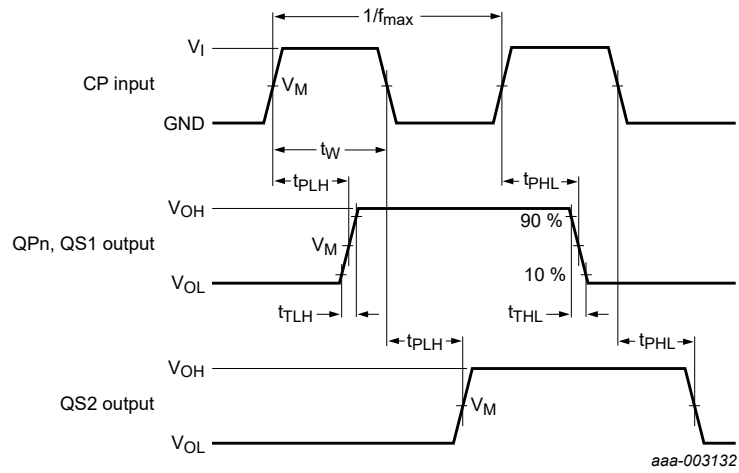 1/fmax
VI
CP input
VM
GND
tW
tPLH
tPHL
VOH
90 %
QPn, QS1 output
VM
10 %
VOL
tTLH
tTHL
tPLH
tPHL
VOH
QS2 output
VM
VOL
aaa-003132